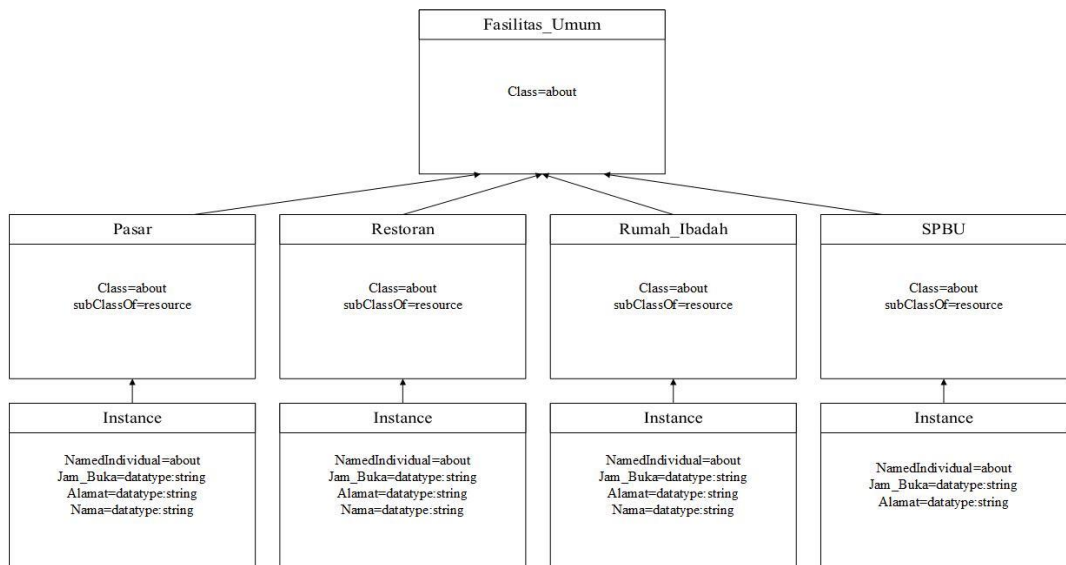 Fasilitas_Umum
Class=about
Pasar
Class=about
subClassOf=resource
Restoran
Class=about
subClassOf=resource
Rumah_Ibadah
Class=about
subClassOf=resource
SPBU
Class=about
subClassOf=resource
Instance
NamedIndividual=about
Jam_Buka=datatype:string
Alamat=datatype:string
Nama=datatype:string
Instance
NamedIndividual=about
Jam_Buka=datatype:string
Alamat=datatype:string
Nama=datatype:string
Instance
NamedIndividual=about
Jam_Buka=datatype:string
Alamat=datatype:string
Nama=datatype:string
Instance
NamedIndividual=about
Jam_Buka=datatype:string
Alamat=datatype:string